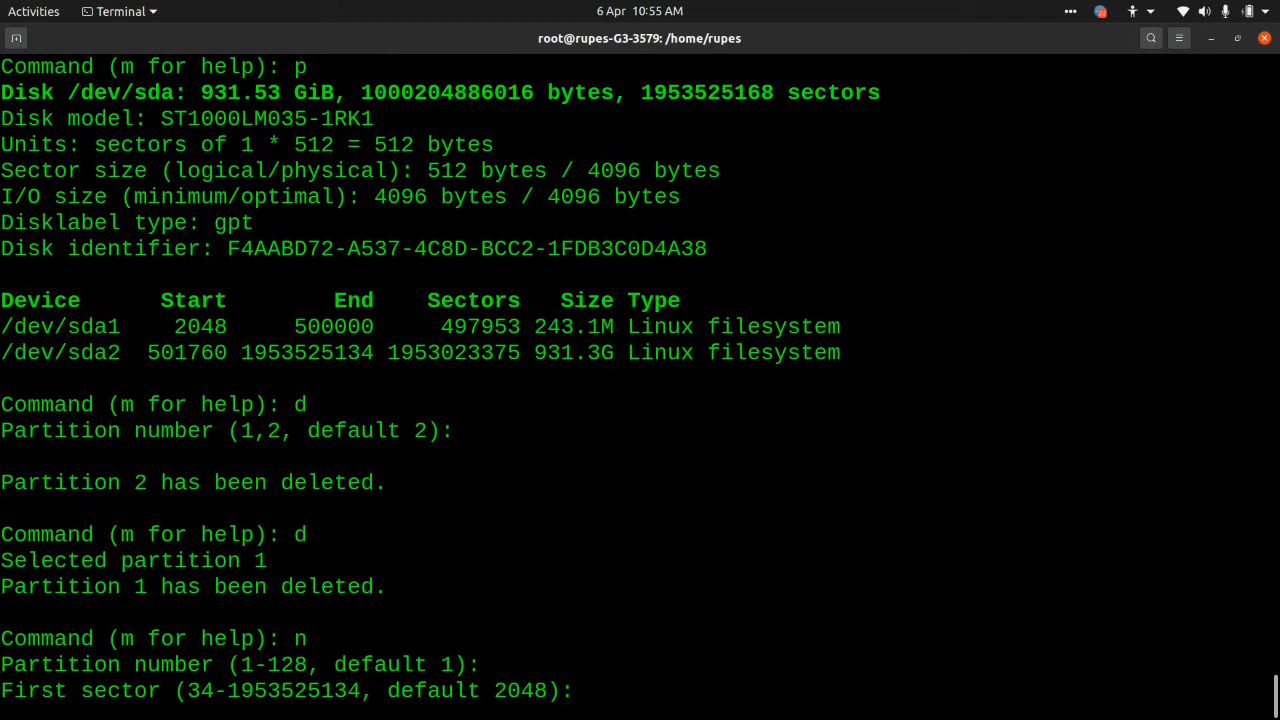 Activities Terminal 6 Apr 10:55 AM
root@rupes-G3-3579: /home/rupes
Command (m for help): p
Disk /dev/sda: 931.53 GiB, 1000204886016 bytes, 1953525168 sectors
Disk model: ST1000LM035-1RK1
Units: sectors of 1 * 512 = 512 bytes
Sector size (logical/physical): 512 bytes / 4096 bytes
I/O size (minimum/optimal): 4096 bytes / 4096 bytes
Disklabel type: gpt
Disk identifier: F4AABD72-A537-4C8D-BCC2-1FDB3C0D4A38
Device Start End Sectors Size Type
/dev/sda1 2048 500000 497953 243.1M Linux filesystem
/dev/sda2 501760 1953525134 1953023375 931.3G Linux filesystem
Command (m for help): d
Partition number (1,2, default 2):
Partition 2 has been deleted.
Command (m for help): d
Selected partition 1
Partition 1 has been deleted.
Command (m for help): n
Partition number (1-128, default 1):
First sector (34-1953525134, default 2048):